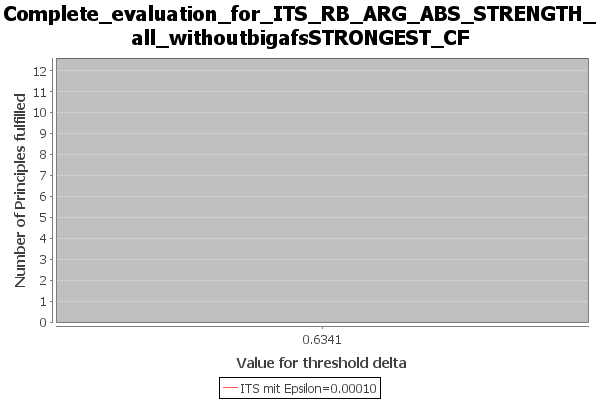 Complete_evaluation_for_ITS_RB_ARG_ABS_STRENGTH_
all_withoutbigafsSTRONGEST_CF
12
11
10
9
8
7
6
5
4
3
2
1
0
Number of Principles fulfilled
0.6341
Value for threshold delta
ITS mit Epsilon=0.00010